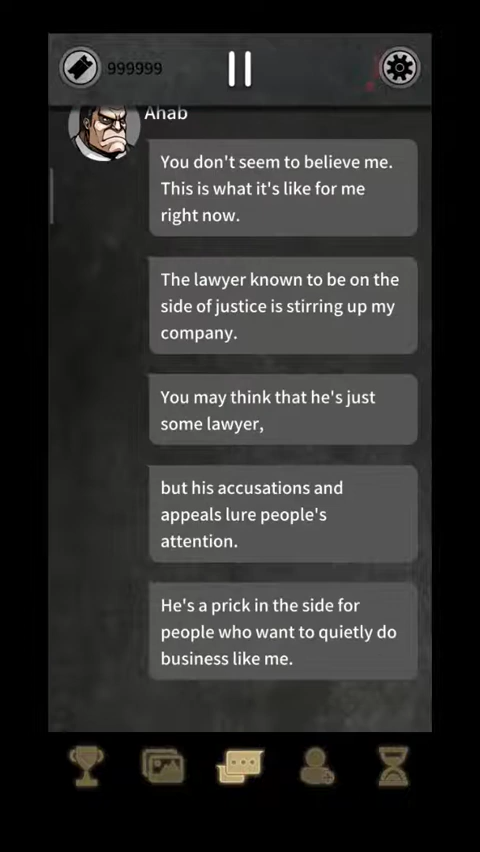 999999
Ahab
You don't seem to believe me.
This is what it's like for me
right now.
The lawyer known to be on the
side of justice is stirring up my
company.
You may think that he's just
some lawyer,
but his accusations and
appeals lure people's
attention.
He's a prick in the side for
people who want to quietly do
business like me.